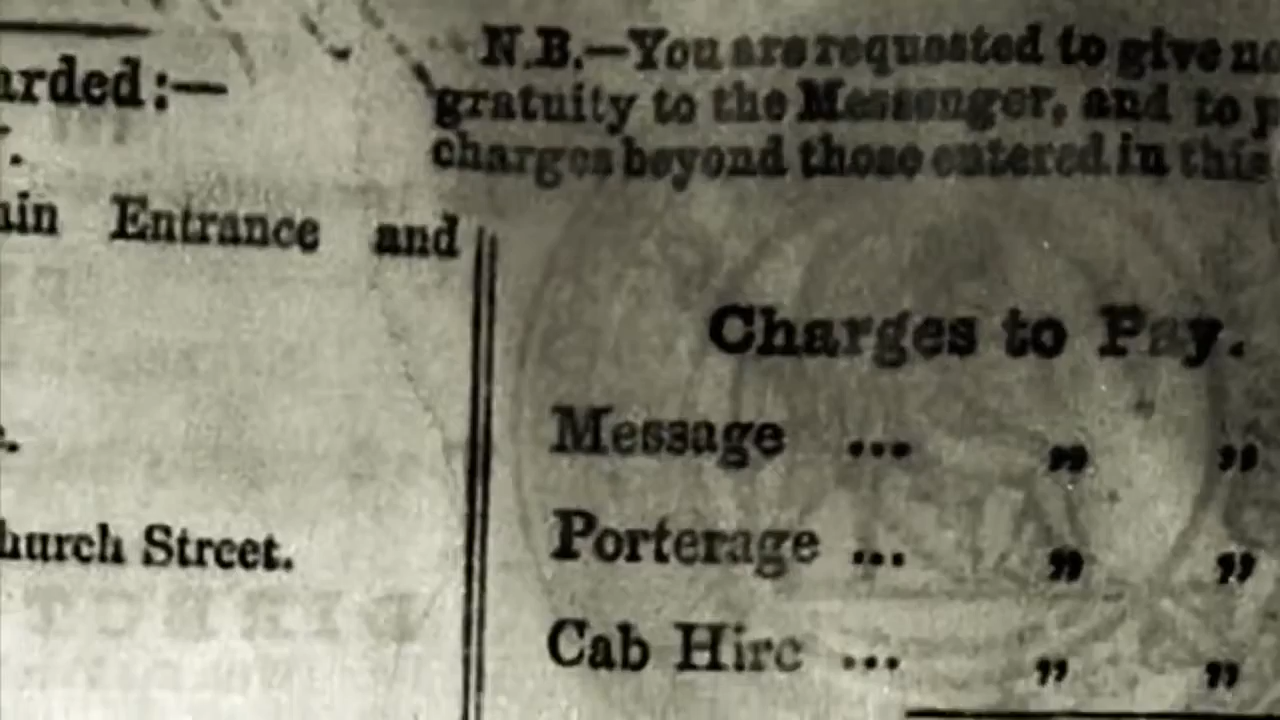 arded:—
N.B.—You are requested to give no
gratuity to the Messenger, and to p
charges beyond those entered in this
ain Entrance and
Charges to Pay.
Message ... „ „
Porterage ... „ „
hurch Street.
Cab Hire ... „ „